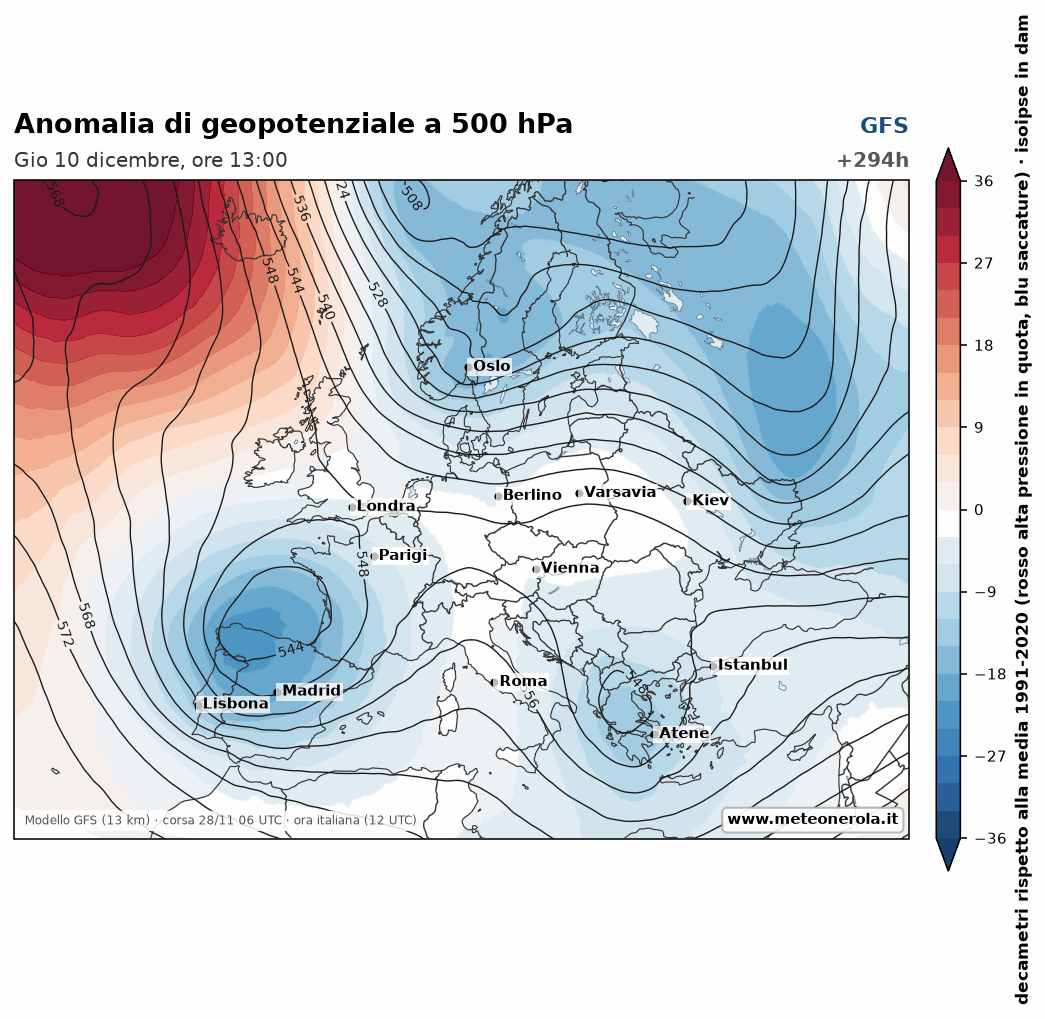 Anomalia di geopotenziale a 500 hPa
GFS
Gio 10 dicembre, ore 13:00
+294h
568
508
24
536
548
544
540
528
Oslo
Berlino
Varsavia
Kiev
Londra
Parigi
548
Vienna
568
572
544
Madrid
Lisbona
Roma
56
48
Istanbul
Atene
Modello GFS (13 km) · corsa 28/11 06 UTC · ora italiana (12 UTC)
www.meteonerola.it
36
27
18
9
0
−9
−18
−27
−36
decametri rispetto alla media 1991-2020 (rosso alta pressione in quota, blu saccature) · isoipse in dam